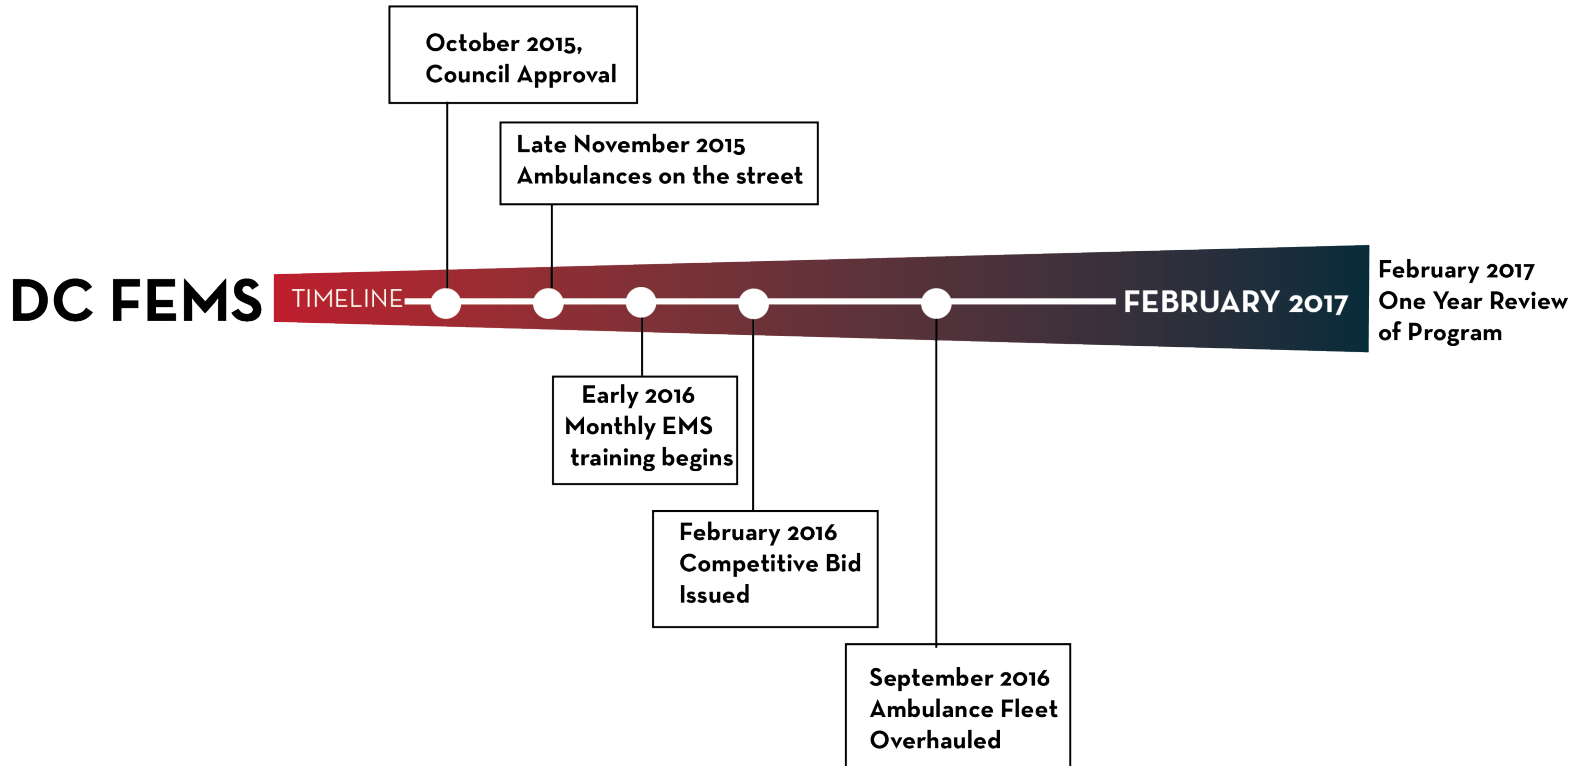 October 2015,
Council Approval
Late November 2015
Ambulances on the street
DC FEMS
TIMELINE
FEBRUARY 2017
February 2017
One Year Review
of Program
Early 2016
Monthly EMS
training begins
February 2016
Competitive Bid
Issued
September 2016
Ambulance Fleet
Overhauled